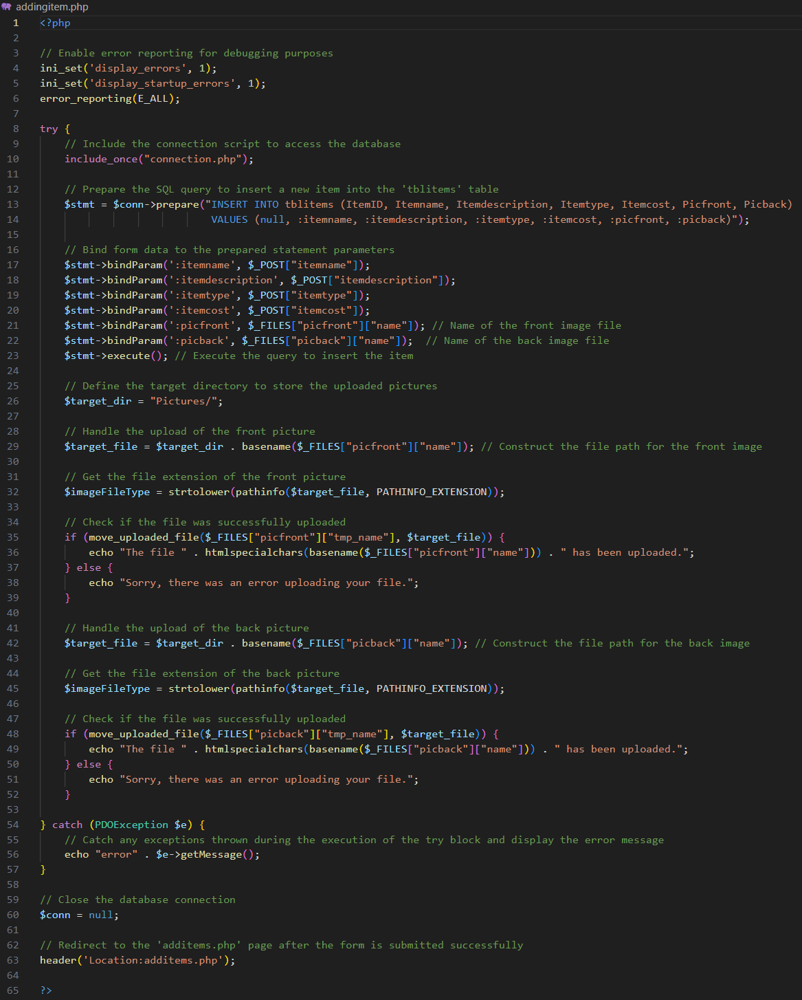 addingitem.php
1 <?php
2
3 // Enable error reporting for debugging purposes
4 ini_set('display_errors', 1);
5 ini_set('display_startup_errors', 1);
6 error_reporting(E_ALL);
7
8 try {
9 // Include the connection script to access the database
10 include_once("connection.php");
11
12 // Prepare the SQL query to insert a new item into the 'tblitems' table
13 $stmt = $conn->prepare("INSERT INTO tblitems (ItemID, Itemname, Itemdescription, Itemtype, Itemcost, Picfront, Picback)
14 VALUES (null, :itemname, :itemdescription, :itemtype, :itemcost, :picfront, :picback)");
15
16 // Bind form data to the prepared statement parameters
17 $stmt->bindParam(':itemname', $_POST["itemname"]);
18 $stmt->bindParam(':itemdescription', $_POST["itemdescription"]);
19 $stmt->bindParam(':itemtype', $_POST["itemtype"]);
20 $stmt->bindParam(':itemcost', $_POST["itemcost"]);
21 $stmt->bindParam(':picfront', $_FILES["picfront"]["name"]); // Name of the front image file
22 $stmt->bindParam(':picback', $_FILES["picback"]["name"]);  // Name of the back image file
23 $stmt->execute(); // Execute the query to insert the item
24
25 // Define the target directory to store the uploaded pictures
26 $target_dir = "Pictures/";
27
28 // Handle the upload of the front picture
29 $target_file = $target_dir . basename($_FILES["picfront"]["name"]); // Construct the file path for the front image
30
31 // Get the file extension of the front picture
32 $imageFileType = strtolower(pathinfo($target_file, PATHINFO_EXTENSION));
33
34 // Check if the file was successfully uploaded
35 if (move_uploaded_file($_FILES["picfront"]["tmp_name"], $target_file)) {
36 echo "The file " . htmlspecialchars(basename($_FILES["picfront"]["name"])) . " has been uploaded.";
37 } else {
38 echo "Sorry, there was an error uploading your file.";
39 }
40
41 // Handle the upload of the back picture
42 $target_file = $target_dir . basename($_FILES["picback"]["name"]); // Construct the file path for the back image
43
44 // Get the file extension of the back picture
45 $imageFileType = strtolower(pathinfo($target_file, PATHINFO_EXTENSION));
46
47 // Check if the file was successfully uploaded
48 if (move_uploaded_file($_FILES["picback"]["tmp_name"], $target_file)) {
49 echo "The file " . htmlspecialchars(basename($_FILES["picback"]["name"])) . " has been uploaded.";
50 } else {
51 echo "Sorry, there was an error uploading your file.";
52 }
53
54 } catch (PDOException $e) {
55 // Catch any exceptions thrown during the execution of the try block and display the error message
56 echo "error" . $e->getMessage();
57 }
58
59 // Close the database connection
60 $conn = null;
61
62 // Redirect to the 'additems.php' page after the form is submitted successfully
63 header('Location:additems.php');
64
65 ?>